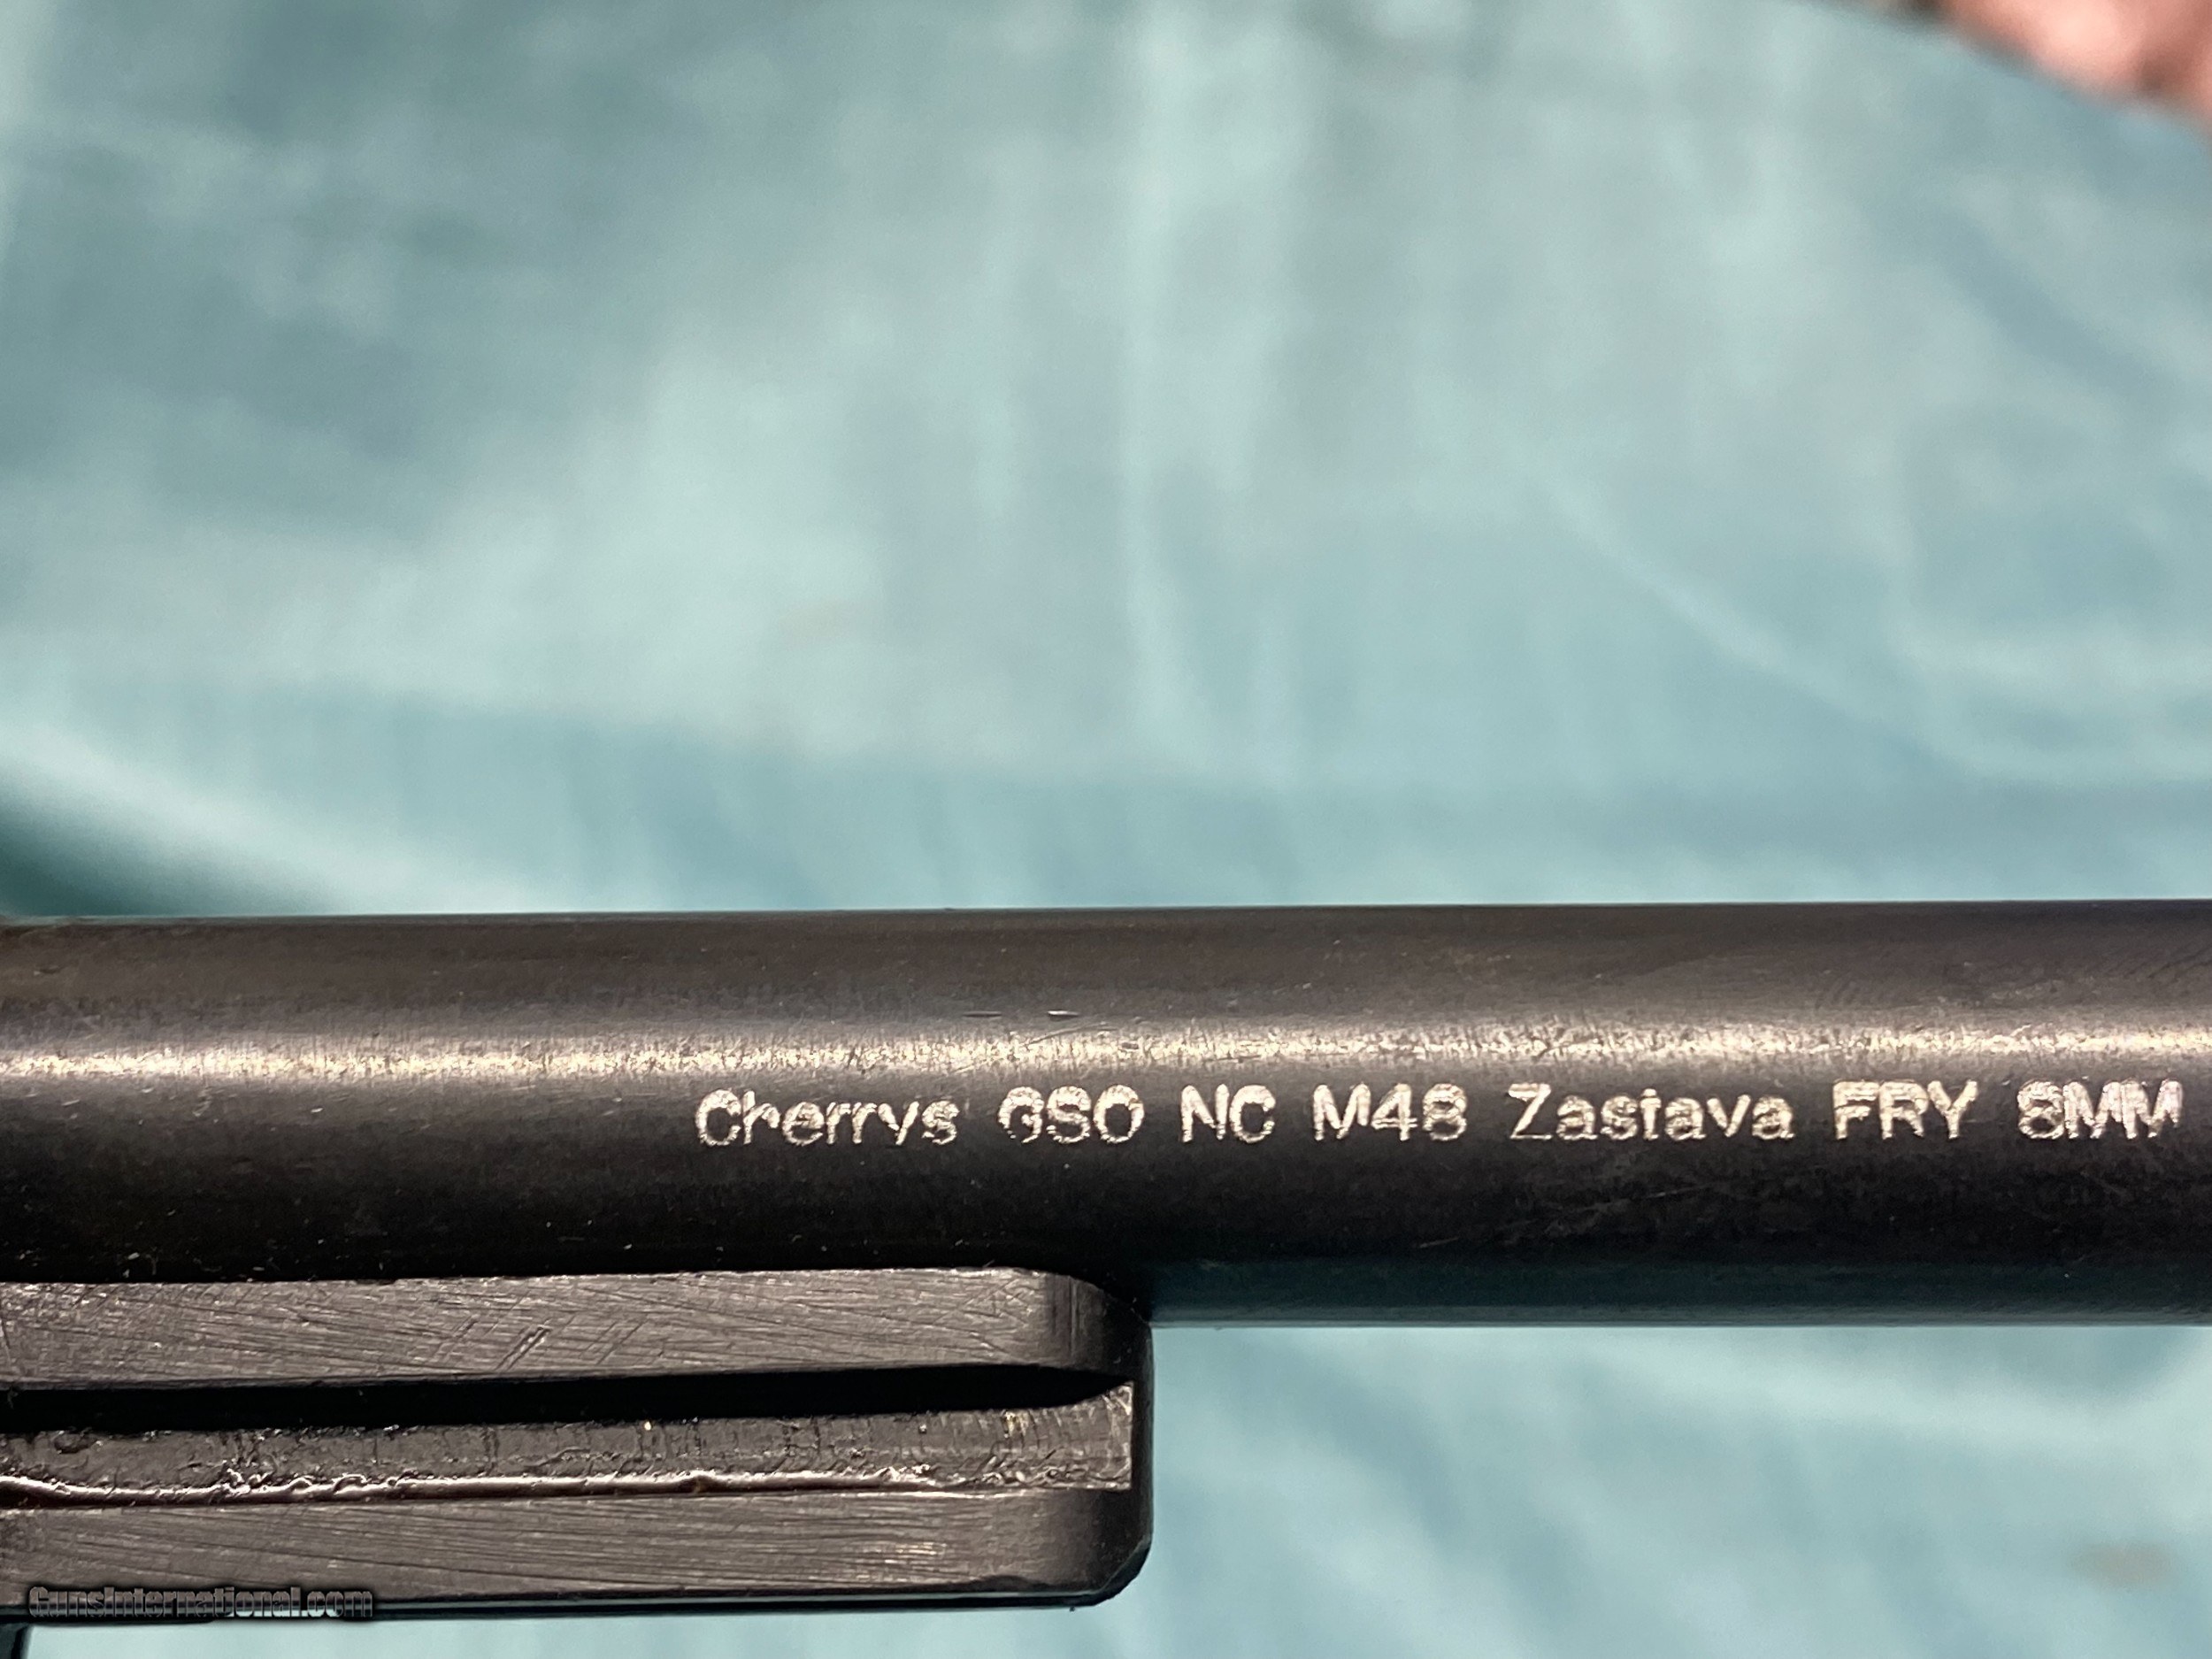 Cherrys GSO NC M48 Zastava FRY 8MM
GunsInternational.com